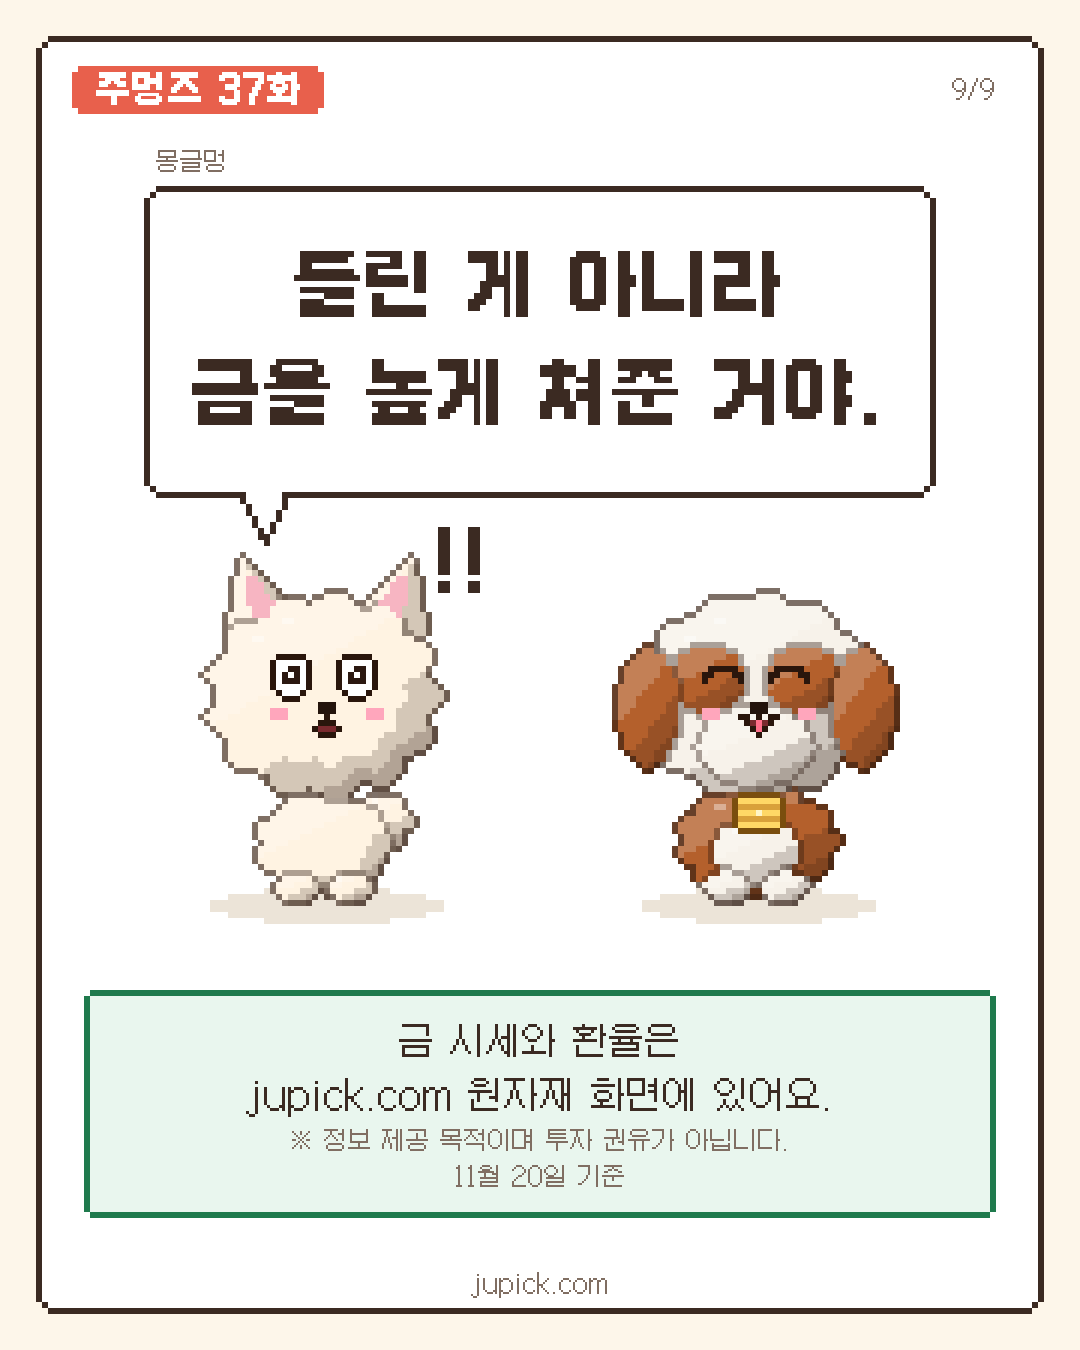 주멍즈 37화
9/9
몽글멍
들린 게 아니라
금을 높게 쳐준 거야.
!!
금 시세와 환율은
jupick.com 원자재 화면에 있어요.
※ 정보 제공 목적이며 투자 권유가 아닙니다.
11월 20일 기준
jupick.com